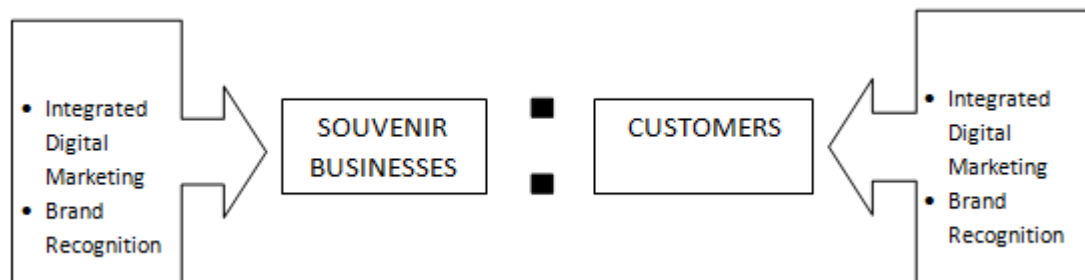 • Integrated
Digital
Marketing
• Brand
Recognition
SOUVENIR
BUSINESSES
CUSTOMERS
• Integrated
Digital
Marketing
• Brand
Recognition